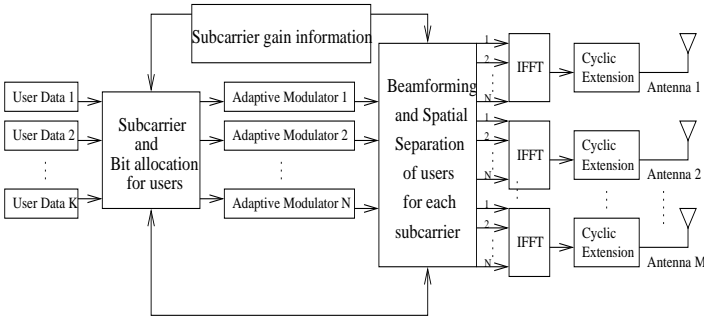 Subcarrier gain information
User Data 1
User Data 2
User Data K
Subcarrier
and
Bit allocation
for users
Adaptive Modulator 1
Adaptive Modulator 2
Adaptive Modulator N
Beamforming
and Spatial
Separation
of users
for each
subcarrier
1
2
N
IFFT
Cyclic
Extension
Antenna 1
1
2
N
IFFT
Cyclic
Extension
Antenna 2
1
2
N
IFFT
Cyclic
Extension
Antenna M